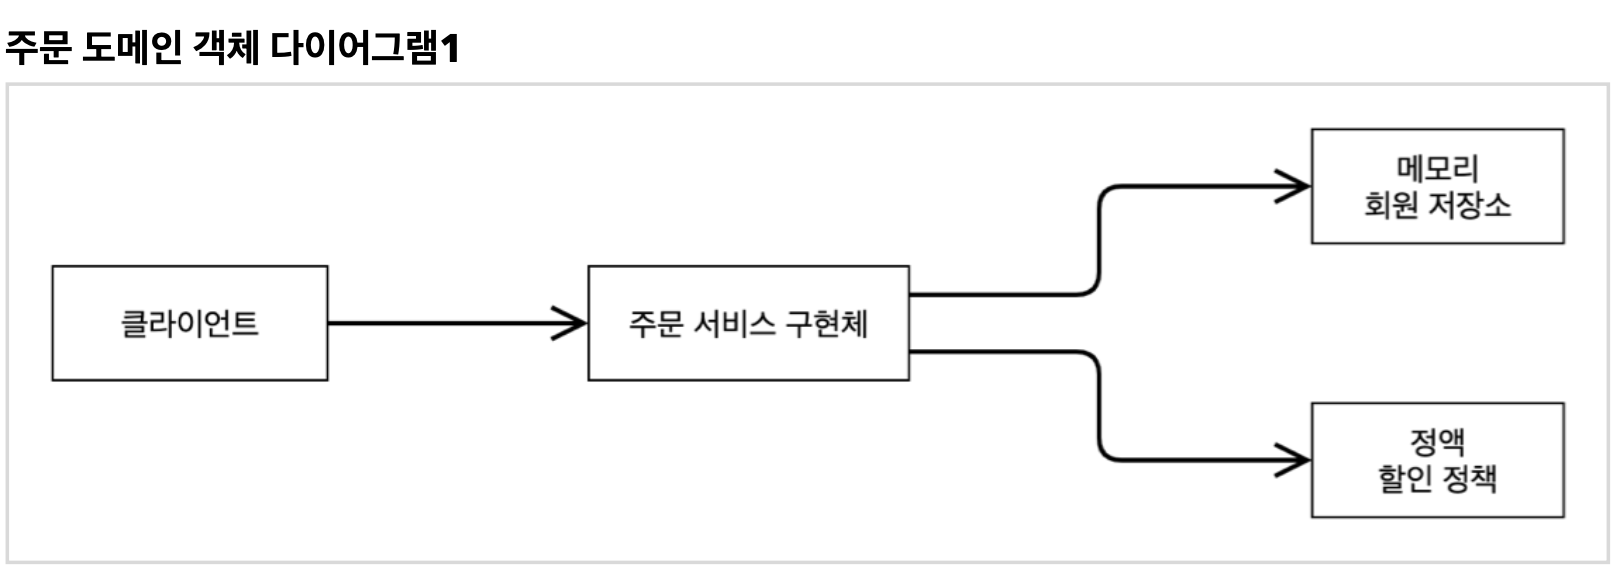 주문 도메인 객체 다이어그램1
메모리
회원 저장소
클라이언트
주문 서비스 구현체
정액
할인 정책